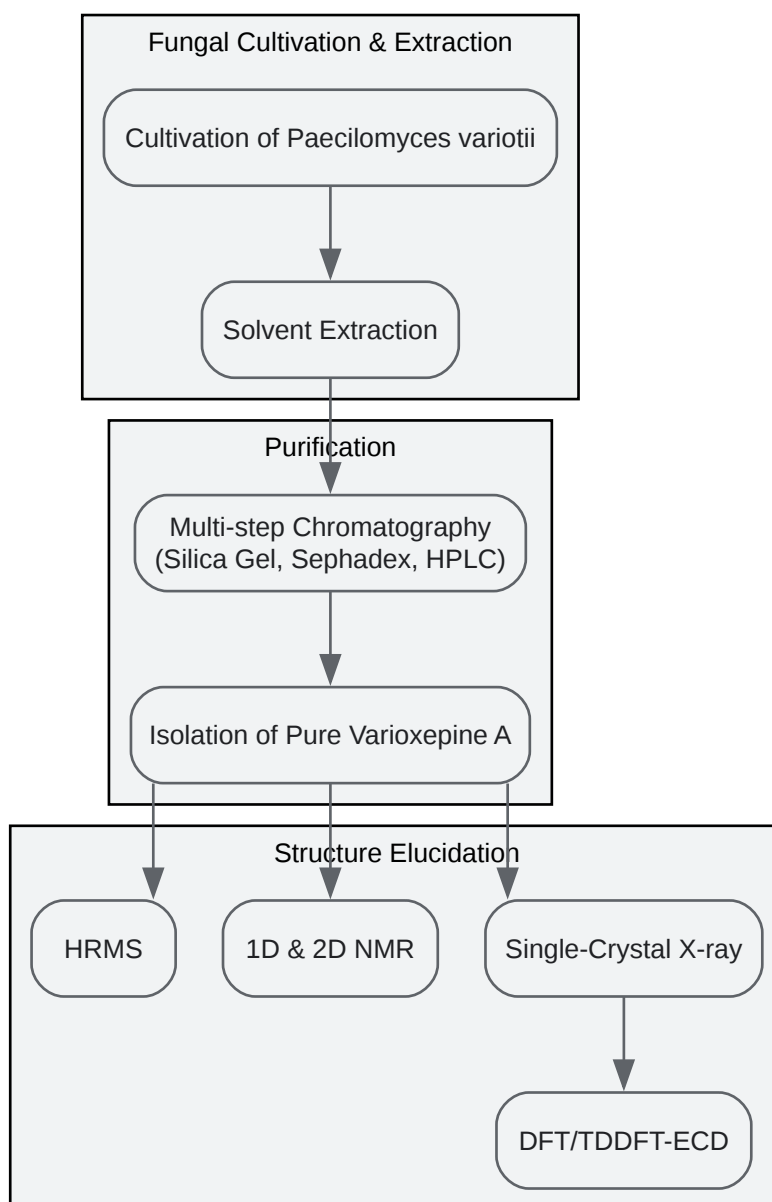 Fungal Cultivation & Extraction
Cultivation of Paecilomyces variotii
Solvent Extraction
Purification
Multi-step Chromatography
(Silica Gel, Sephadex, HPLC)
Isolation of Pure Varioxepine A
Structure Elucidation
HRMS
1D & 2D NMR
Single-Crystal X-ray
DFT/TDDFT-ECD